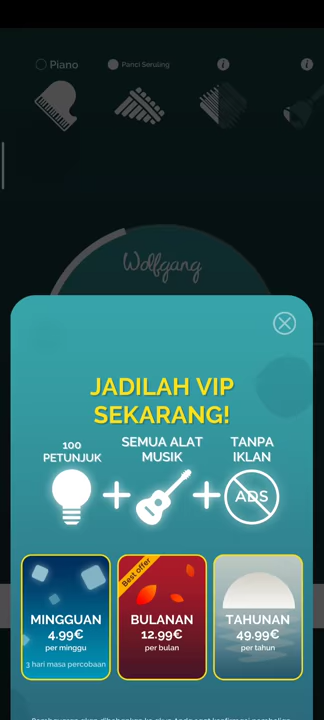 Piano
Panci Seruling
Wolfgang
JADILAH VIP
SEKARANG!
100
PETUNJUK
SEMUA ALAT
MUSIK
TANPA
IKLAN
ADS
Best offer
MINGGUAN
4.99€
per minggu
3 hari masa percobaan
BULANAN
12.99€
per bulan
TAHUNAN
49.99€
per tahun